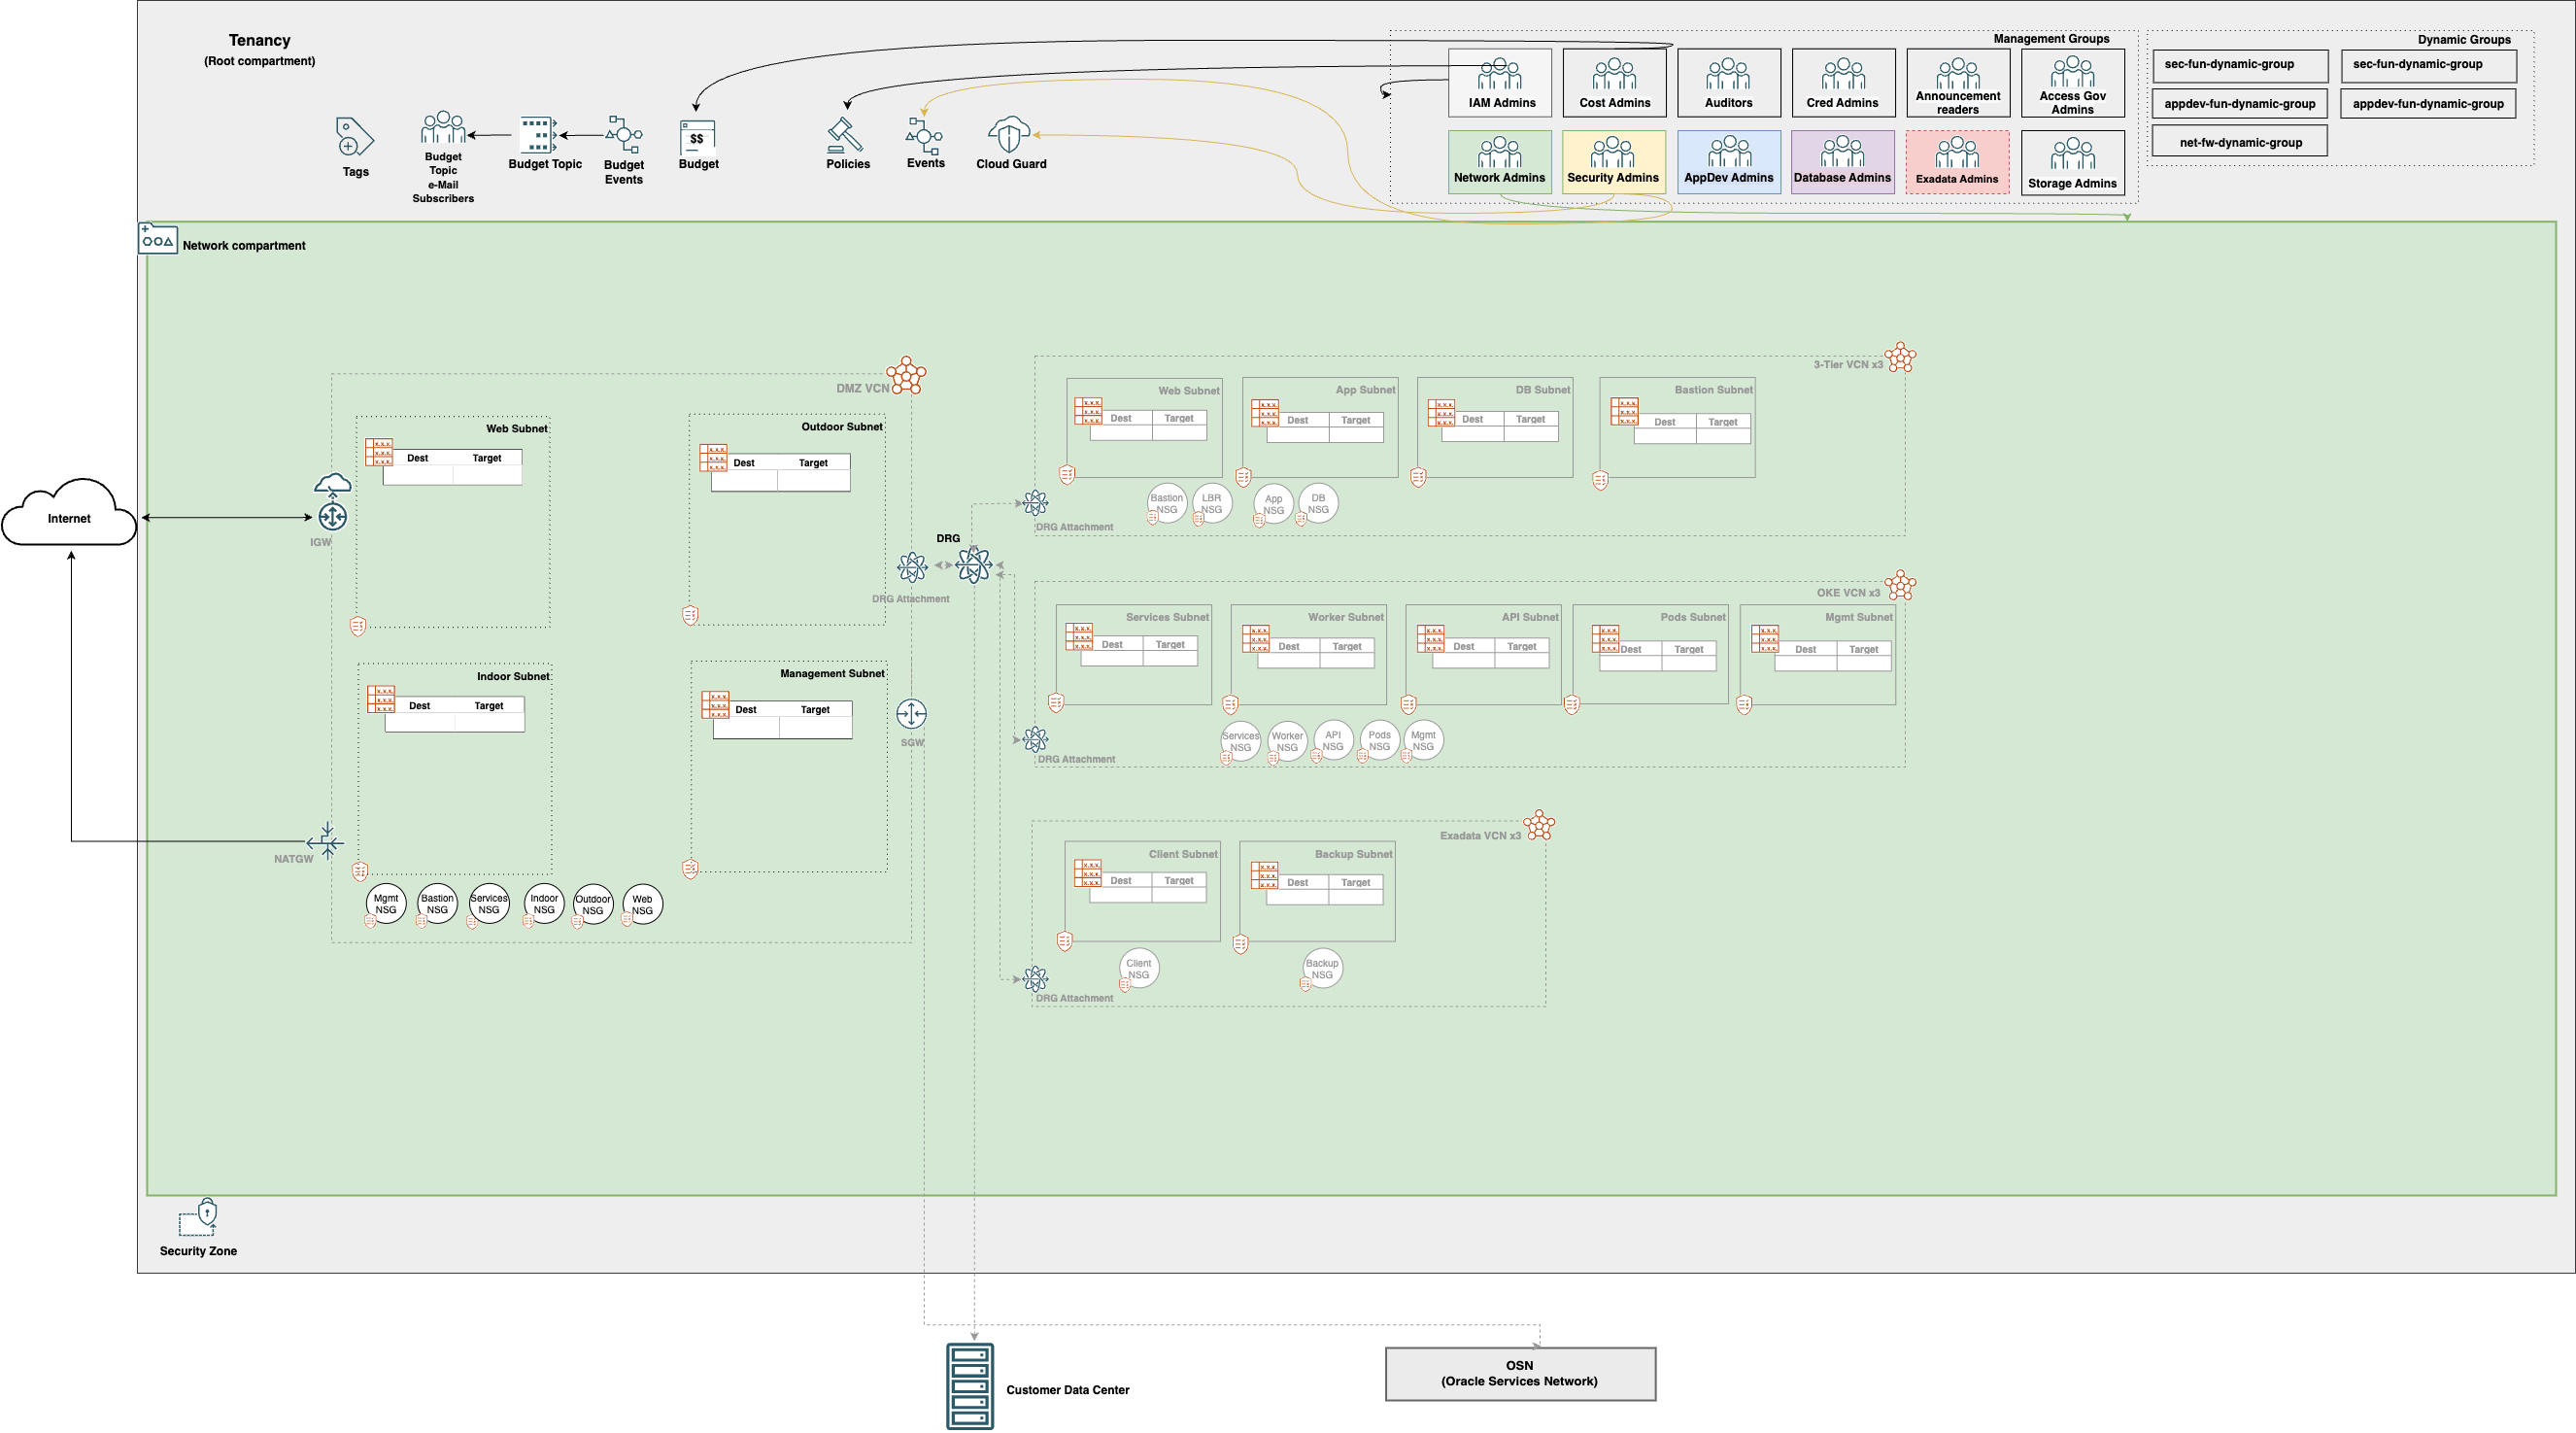 Tenancy
(Root compartment)
Tags
Budget
Topic
e-Mail
Subscribers
Budget Topic
Budget
Events
$$
Budget
Policies
Events
Cloud Guard
Management Groups
IAM Admins
Cost Admins
Auditors
Cred Admins
Announcement
readers
Access Gov
Admins
Network Admins
Security Admins
AppDev Admins
Database Admins
Exadata Admins
Storage Admins
Dynamic Groups
sec-fun-dynamic-group
sec-fun-dynamic-group
appdev-fun-dynamic-group
appdev-fun-dynamic-group
net-fw-dynamic-group
Network compartment
Internet
IGW
NATGW
DMZ VCN
Web Subnet
Dest Target
Outdoor Subnet
Dest Target
Indoor Subnet
Dest Target
Management Subnet
Dest Target
Mgmt
NSG
Bastion
NSG
Services
NSG
Indoor
NSG
Outdoor
NSG
Web
NSG
DRG Attachment
SGW
DRG
3-Tier VCN x3
Web Subnet
Dest Target
App Subnet
Dest Target
DB Subnet
Dest Target
Bastion Subnet
Dest Target
Bastion
NSG
LBR
NSG
App
NSG
DB
NSG
DRG Attachment
OKE VCN x3
Services Subnet
Dest Target
Worker Subnet
Dest Target
API Subnet
Dest Target
Pods Subnet
Dest Target
Mgmt Subnet
Dest Target
Services
NSG
Worker
NSG
API
NSG
Pods
NSG
Mgmt
NSG
DRG Attachment
Exadata VCN x3
Client Subnet
Dest Target
Backup Subnet
Dest Target
Client
NSG
Backup
NSG
DRG Attachment
Security Zone
Customer Data Center
OSN
(Oracle Services Network)